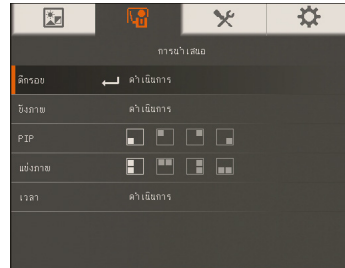 การนำเสนอ
ตีกรอบ ดำเนินการ
ขังภาพ ดำเนินการ
PIP
แบ่งภาพ
เวลา ดำเนินการ